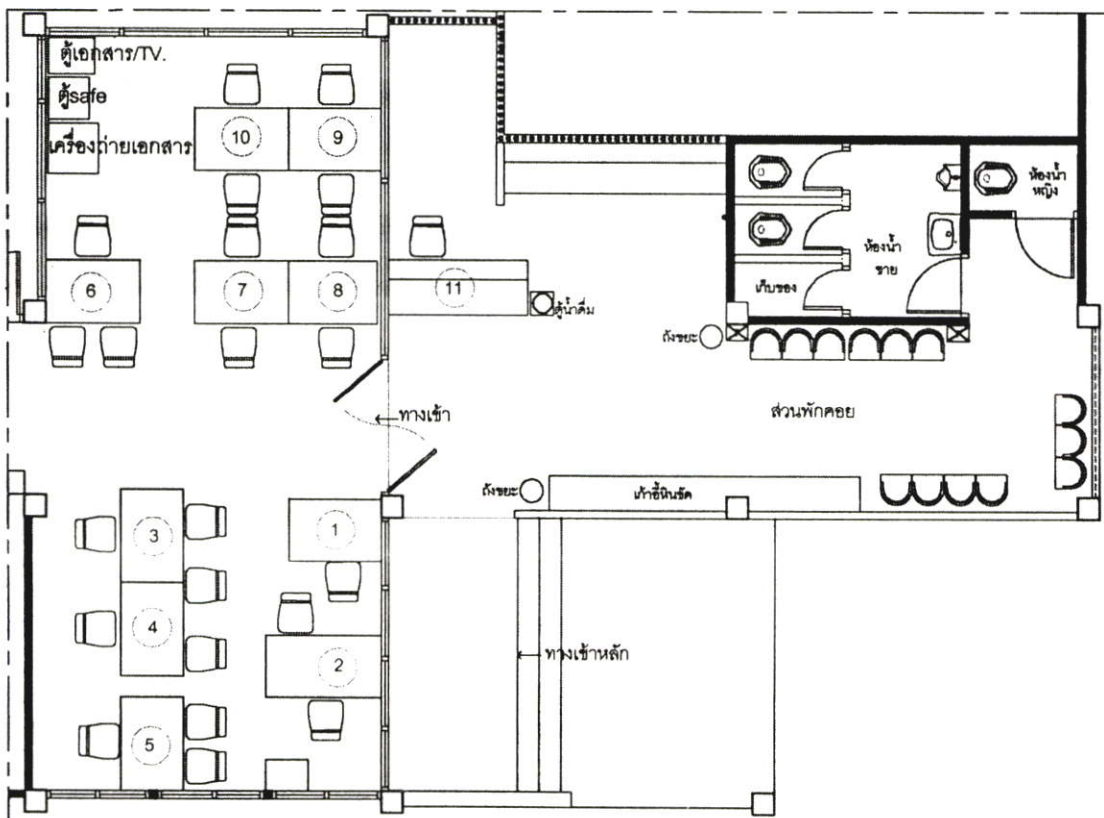 ตู้เอกสาร/TV.
ตู้safe
เครื่องถ่ายเอกสาร
10
9
ห้องน้ำ
หญิง
ห้องน้ำ
ชาย
เก็บของ
6
7
8
11
ตู้น้ำดื่ม
ถังขยะ
ทางเข้า
ส่วนพักคอย
ถังขยะ
เก้าอี้หินขัด
1
3
4
2
ทางเข้าหลัก
5